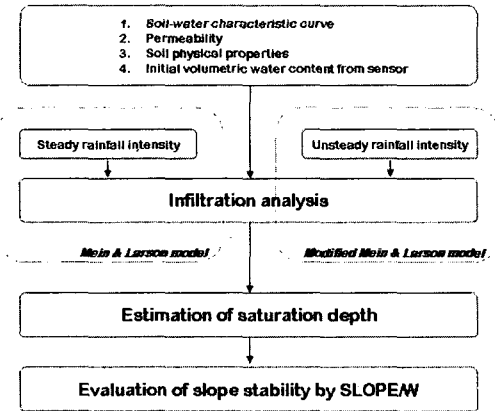 1. Soil-water characteristic curve
2. Permeability
3. Soil physical properties
4. Initial volumetric water content from sensor
Steady rainfall intensity
Unsteady rainfall intensity
Infiltration analysis
Mein & Larson model
Modified Mein & Larson model
Estimation of saturation depth
Evaluation of slope stability by SLOPE/W